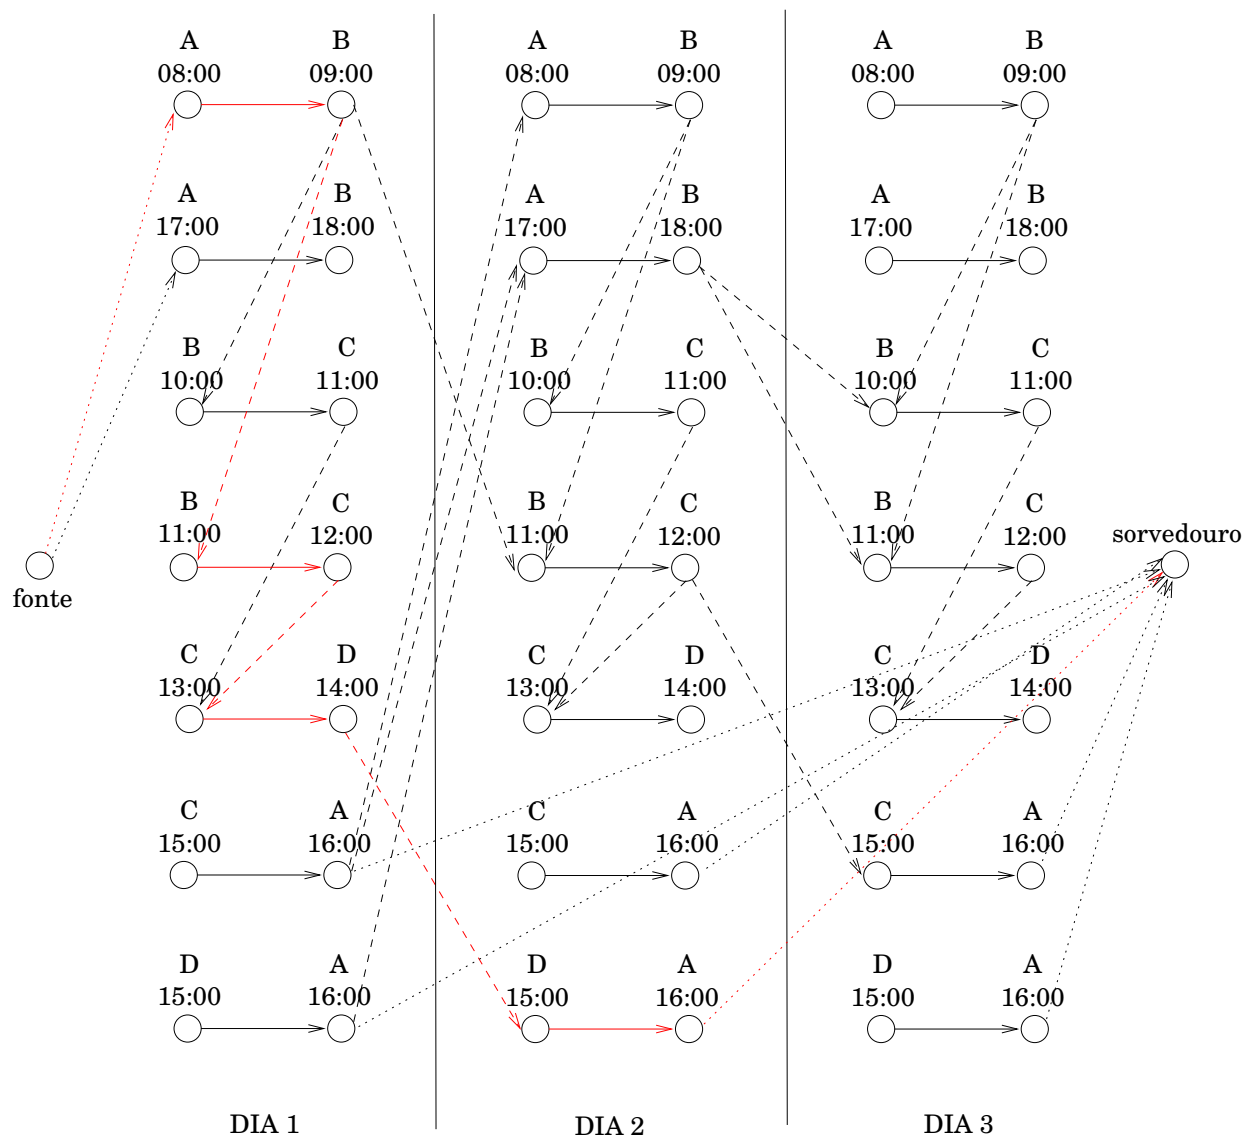 A B A B A B
08:00 09:00 08:00 09:00 08:00 09:00
A B A B A B
17:00 18:00 17:00 18:00 17:00 18:00
B C B C B C
10:00 11:00 10:00 11:00 10:00 11:00
B C B C B C
11:00 12:00 11:00 12:00 11:00 12:00
sorvedouro
fonte
C D C D C D
13:00 14:00 13:00 14:00 13:00 14:00
C A C A C A
15:00 16:00 15:00 16:00 15:00 16:00
D A D A D A
15:00 16:00 15:00 16:00 15:00 16:00
DIA 1 DIA 2 DIA 3